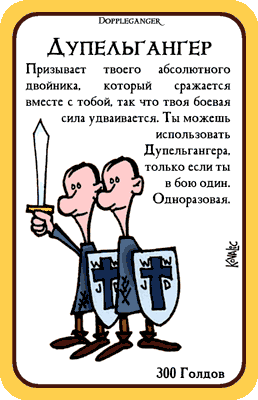 DOPPLEGANGER
ДУПЕЛЬГАНГЕР
Призывает твоего абсолютного
двойника, который сражается
вместе с тобой, так что твоя боевая
сила удваивается. Ты можешь
использовать
Дупельгангера,
только если ты
в бою один.
Одноразовая.
W W
J D J D
KOVALIC
300 Голдов